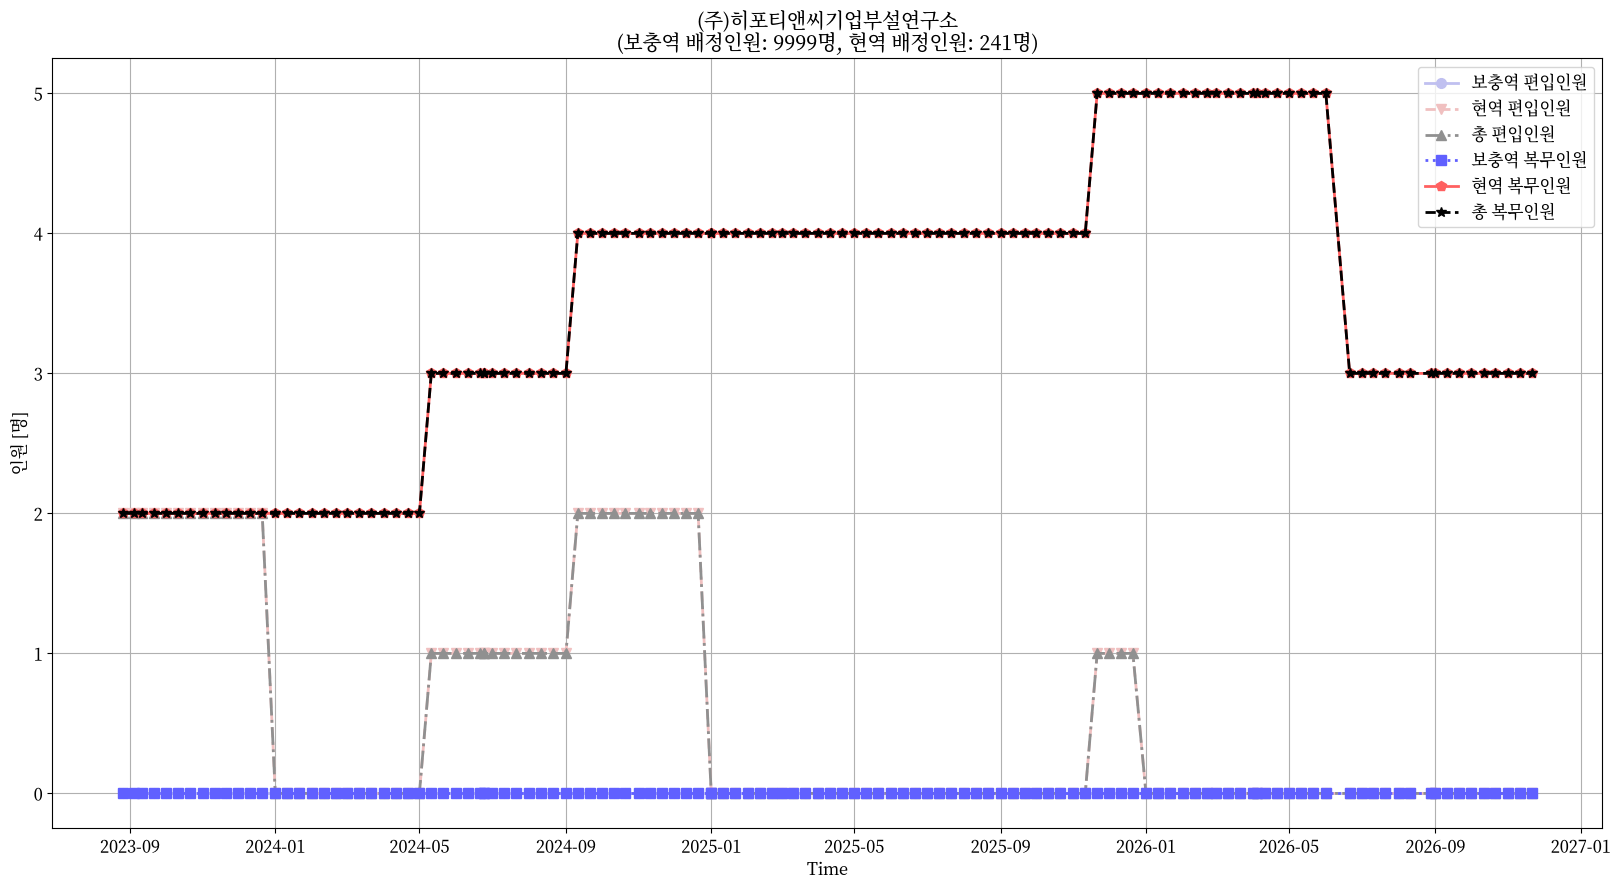 (주)히포티앤씨기업부설연구소
(보충역 배정인원: 9999명, 현역 배정인원: 241명)
보충역 편입인원
현역 편입인원
총 편입인원
보충역 복무인원
현역 복무인원
총 복무인원
인원 [명]
5
4
3
2
1
0
2023-09
2024-01
2024-05
2024-09
2025-01
2025-05
2025-09
2026-01
2026-05
2026-09
2027-01
Time